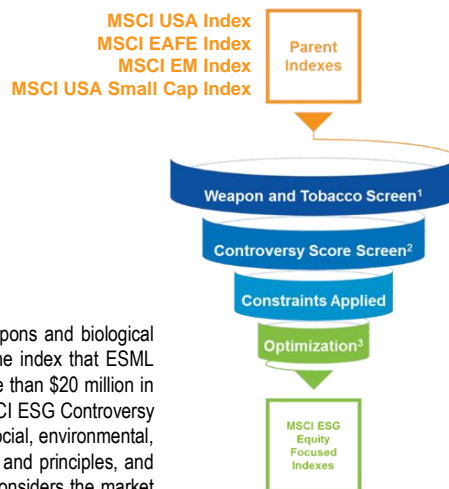 MSCI USA Index
MSCI EAFE Index
MSCI EM Index
MSCI USA Small Cap Index
Parent
Indexes
Weapon and Tobacco Screen¹
Controversy Score Screen²
Constraints Applied
Optimization³
MSCI ESG
Equity
Focused
Indexes
pons and biological
ne index that ESML
e than $20 million in
CI ESG Controversy
ocial, environmental,
and principles, and
onsiders the market